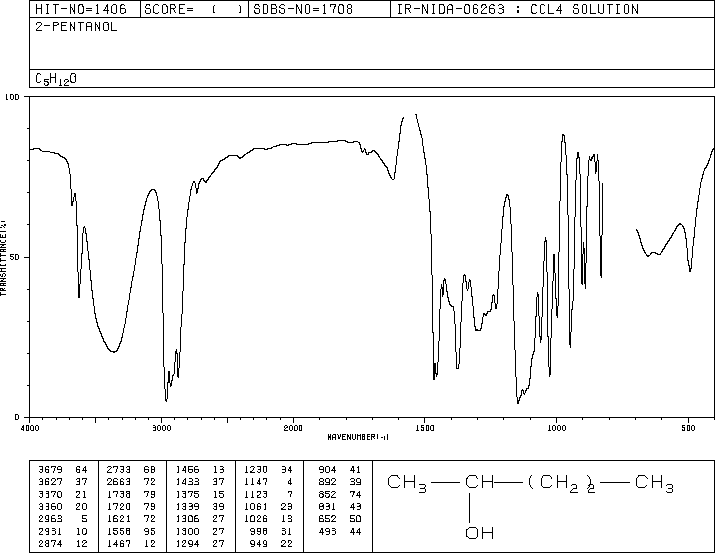 HIT-NO=1406 SCORE= ( ) SDBS-NO=1708 IR-NIDA-06263 : CCL4 SOLUTION
2-PENTANOL
C5H12O
100
50
0
TRANSMITTANCE(%)
4000 3000 2000 1500 1000 500
WAVENUMBER(-1)
3679 64 2733 68 1456 13 1230 34 904 41
3627 37 2663 72 1433 37 1147 4 892 39
3370 21 1738 79 1375 15 1123 7 852 74
3360 20 1720 79 1339 39 1061 23 831 43
2963 5 1621 72 1306 27 1026 13 652 50
2931 10 1558 95 1300 27 998 31 493 44
2874 12 1467 12 1294 27 949 22
CH3 CH (CH2)2 CH3
OH